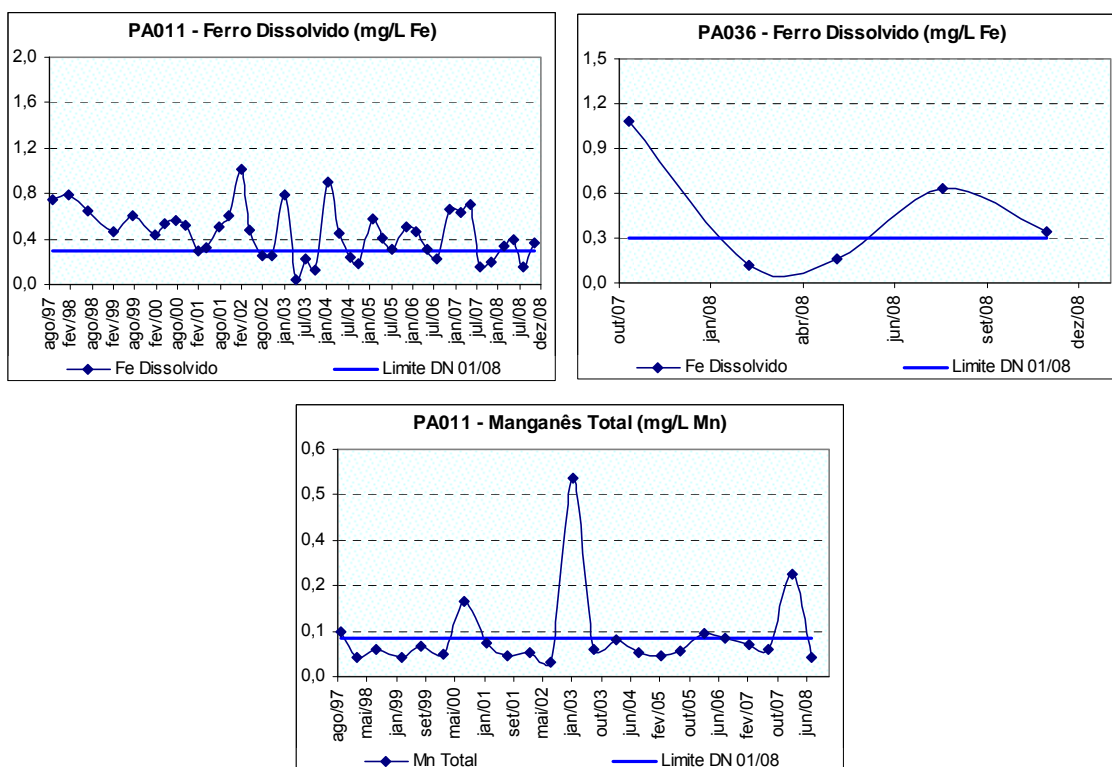 PA011 - Ferro Dissolvido (mg/L Fe)
2,0
1,6
1,2
0,8
0,4
0,0
ago/97
fev/98
ago/98
fev/99
ago/99
fev/00
ago/00
fev/01
ago/01
fev/02
ago/02
jan/03
jul/03
jan/04
jul/04
jan/05
jul/05
jan/06
jul/06
jan/07
jul/07
jan/08
jul/08
dez/08
Fe Dissolvido
Limite DN 01/08
PA036 - Ferro Dissolvido (mg/L Fe)
1,5
1,2
0,9
0,6
0,3
0,0
out/07
jan/08
abr/08
jun/08
set/08
dez/08
Fe Dissolvido
Limite DN 01/08
PA011 - Manganês Total (mg/L Mn)
0,6
0,5
0,4
0,2
0,1
0,0
ago/97
mai/98
jan/99
set/99
mai/00
jan/01
set/01
mai/02
jan/03
out/03
jun/04
fev/05
out/05
jun/06
fev/07
out/07
jun/08
Mn Total
Limite DN 01/08